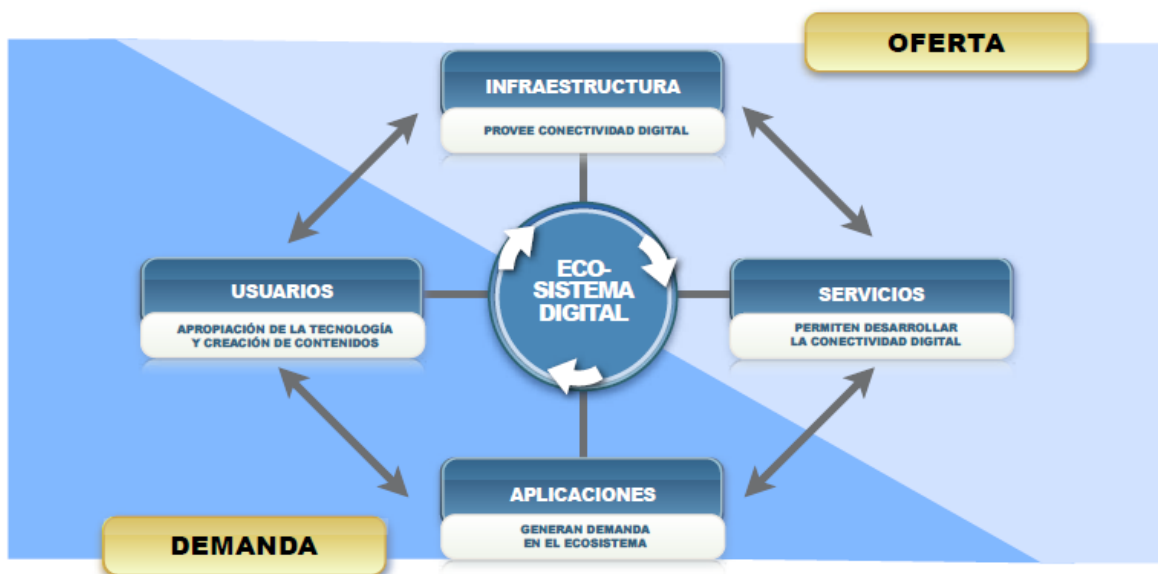 OFERTA
INFRAESTRUCTURA
PROVEE CONECTIVIDAD DIGITAL
USUARIOS
APROPIACIÓN DE LA TECNOLOGÍA
Y CREACIÓN DE CONTENIDOS
ECO-
SISTEMA
DIGITAL
SERVICIOS
PERMITEN DESARROLLAR
LA CONECTIVIDAD DIGITAL
APLICACIONES
GENERAN DEMANDA
EN EL ECOSISTEMA
DEMANDA